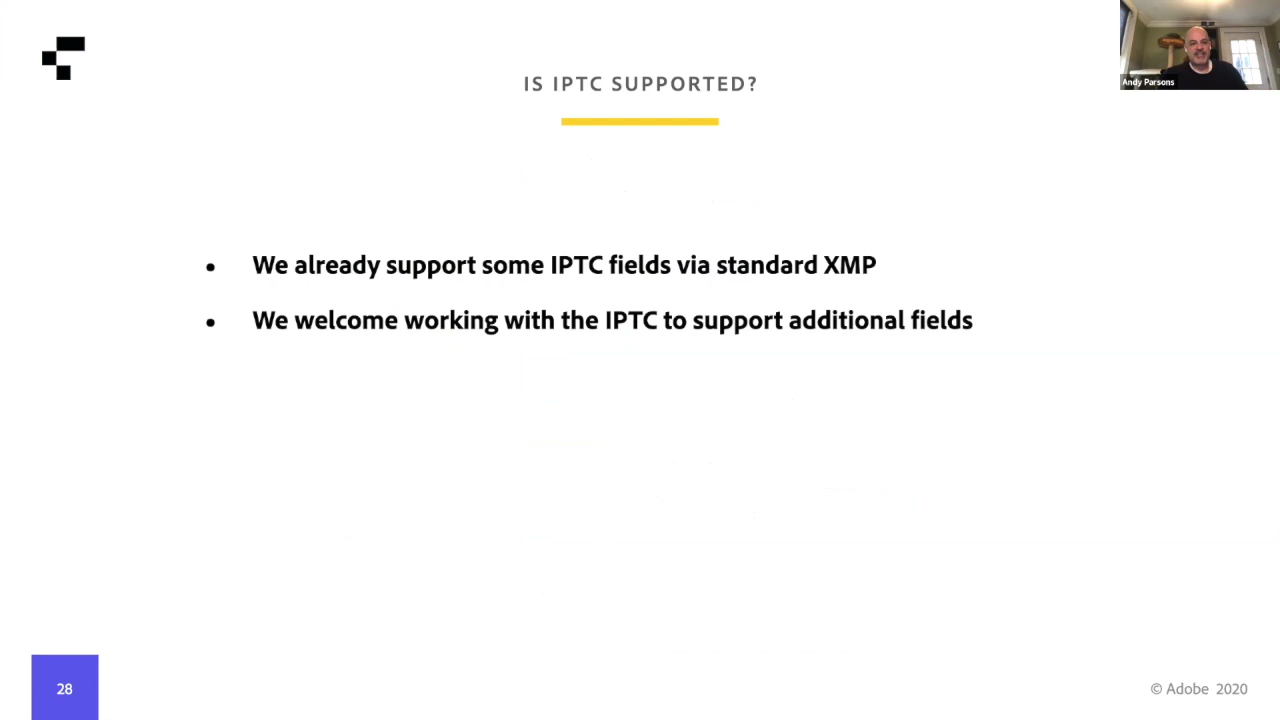 IS IPTC SUPPORTED?
Andy Parsons
• We already support some IPTC fields via standard XMP
• We welcome working with the IPTC to support additional fields
28
© Adobe 2020